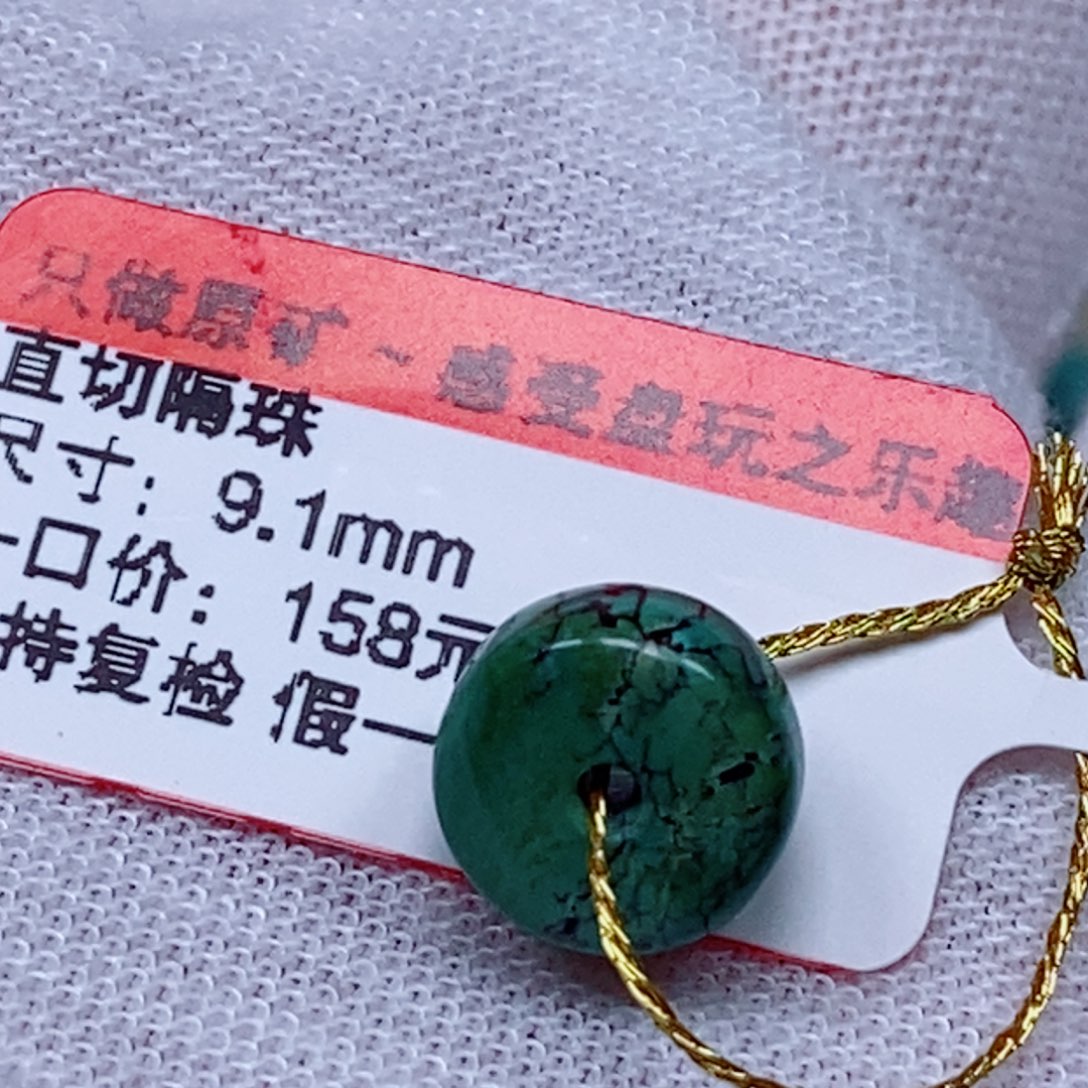 只做原矿 ~ 感受盘玩之乐趣
直切隔珠
尺寸：9.1mm
一口价：158元
持复检 假一